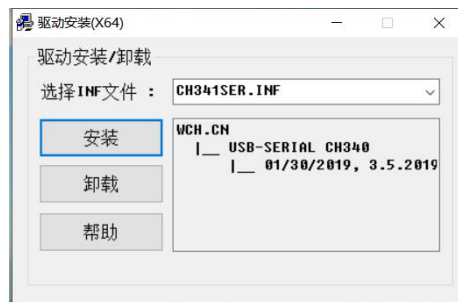 驱动安装(X64)
驱动安装/卸载
选择INF文件 :
CH341SER.INF
安装
WCH.CN
|__ USB-SERIAL CH340
|__ 01/30/2019, 3.5.2019
卸载
帮助